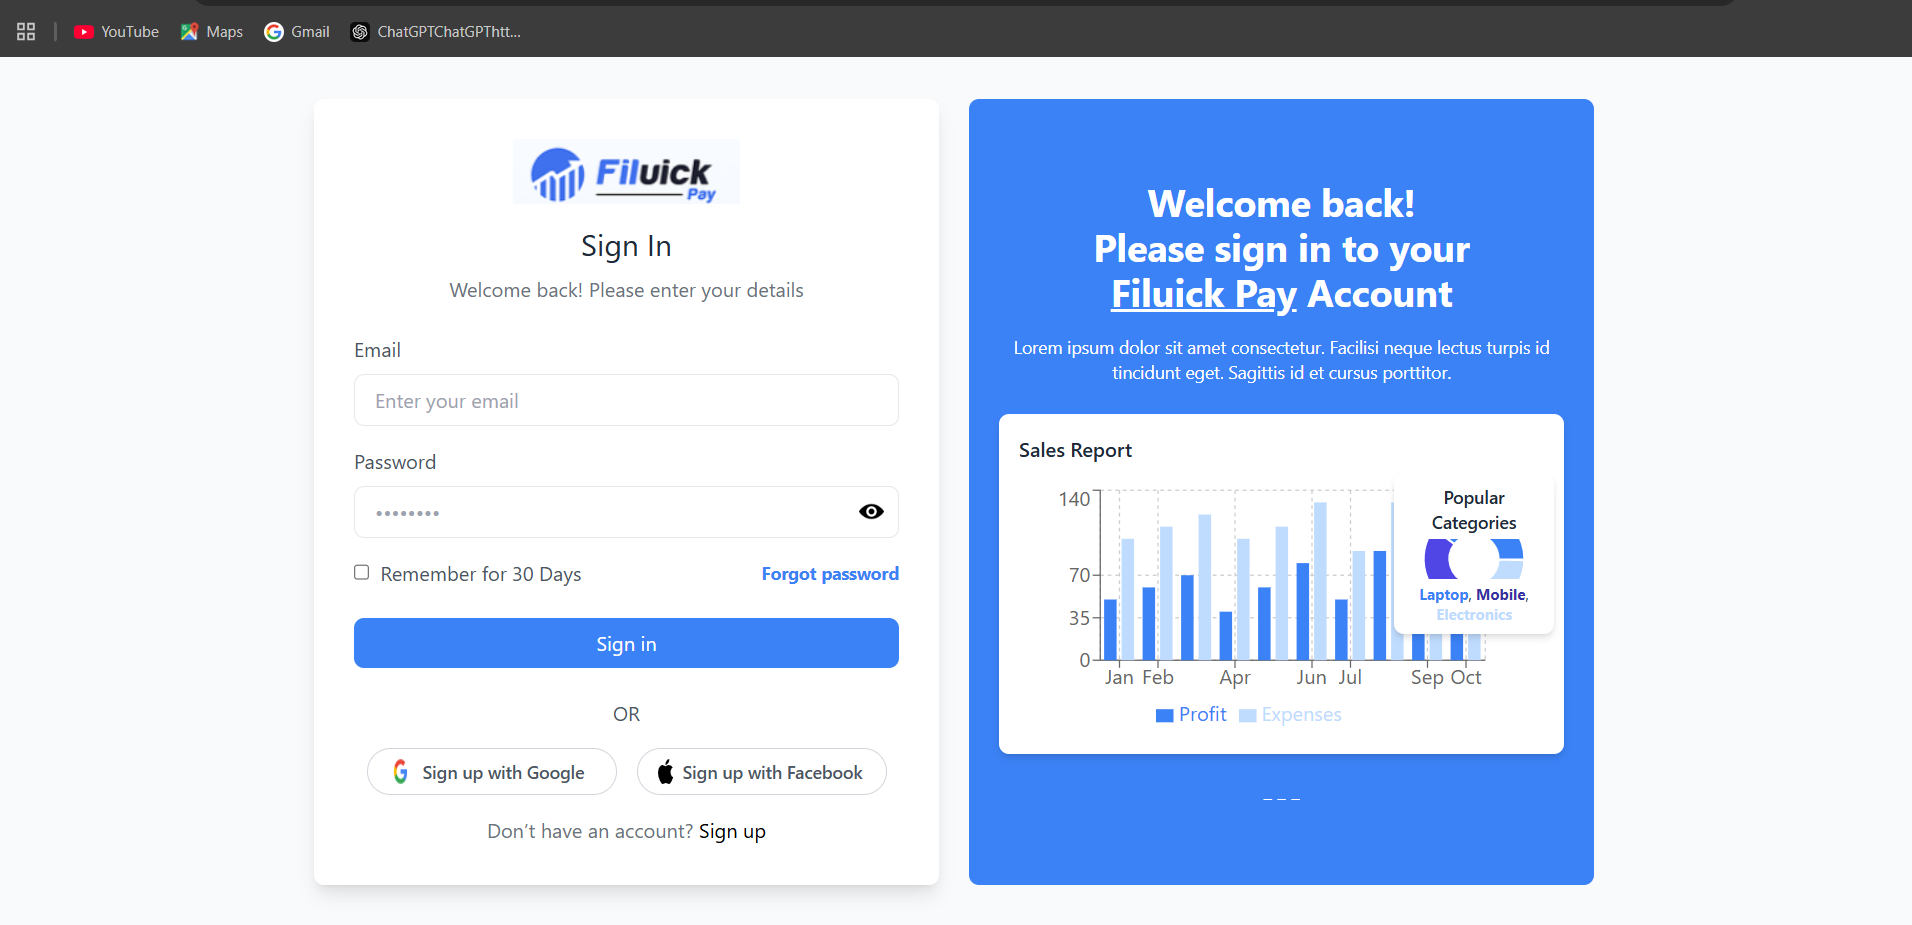 YouTube
Maps
Gmail
ChatGPTChatGPThtt...
Filuick
Pay
Sign In
Welcome back! Please enter your details
Email
Enter your email
Password
••••••••
Remember for 30 Days
Forgot password
Sign in
OR
Sign up with Google
Sign up with Facebook
Don’t have an account? Sign up
Welcome back!
Please sign in to your
Filuick Pay Account
Lorem ipsum dolor sit amet consectetur. Facilisi neque lectus turpis id
tincidunt eget. Sagittis id et cursus porttitor.
Sales Report
140
70
35
0
Jan Feb Apr Jun Jul Sep Oct
Profit Expenses
Popular
Categories
Laptop, Mobile,
Electronics
_ _ _